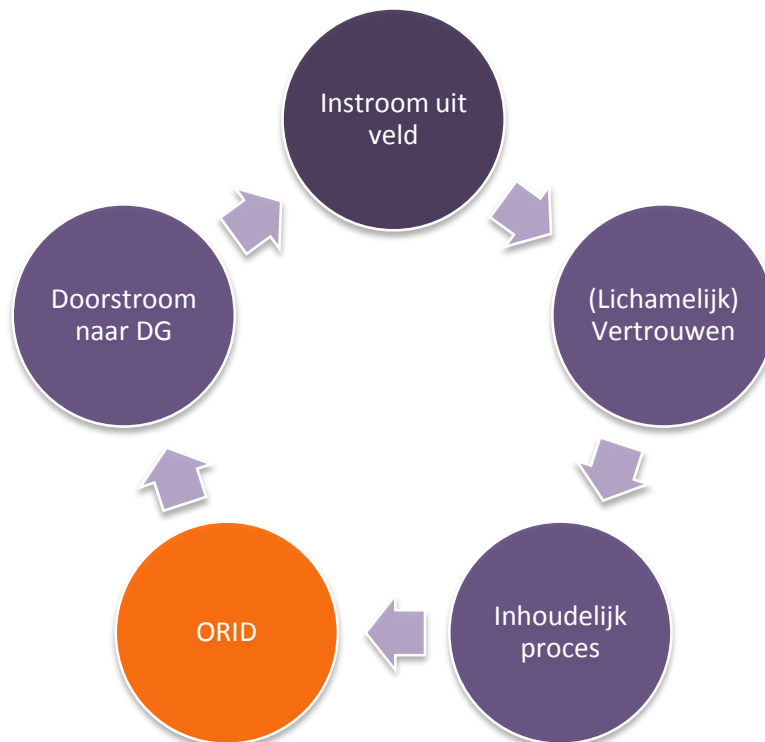 Instroom uit
veld
(Lichamelijk)
Vertrouwen
Inhoudelijk
proces
ORID
Doorstroom
naar DG